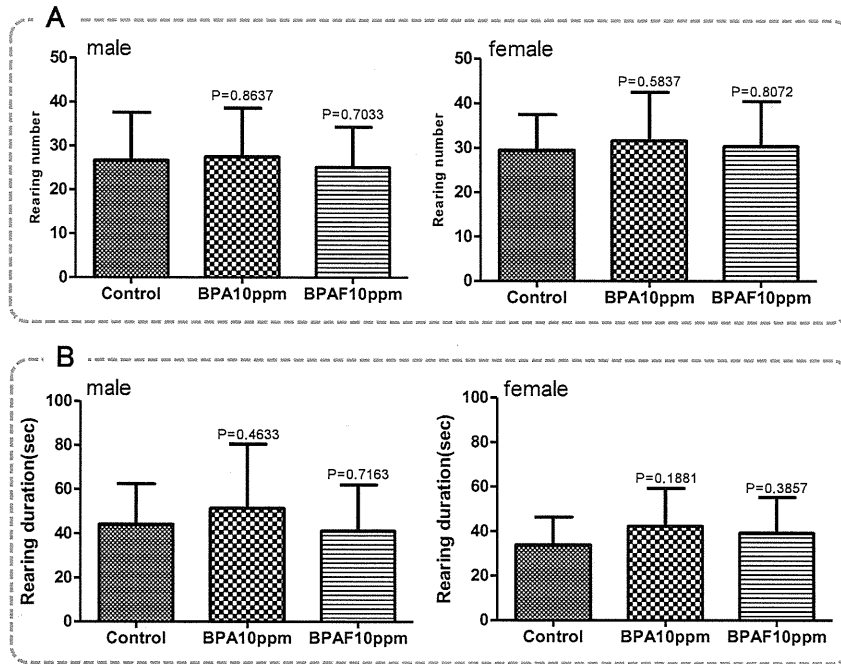 A
male
P=0.8637
P=0.7033
Rearing number
50
40
30
20
10
0
Control
BPA10ppm
BPAF10ppm
female
P=0.5837
P=0.8072
Rearing number
50
40
30
20
10
0
Control
BPA10ppm
BPAF10ppm
B
male
P=0.4633
P=0.7163
Rearing duration(sec)
100
80
60
40
20
0
Control
BPA10ppm
BPAF10ppm
female
P=0.1881
P=0.3857
Rearing duration(sec)
100
80
60
40
20
0
Control
BPA10ppm
BPAF10ppm